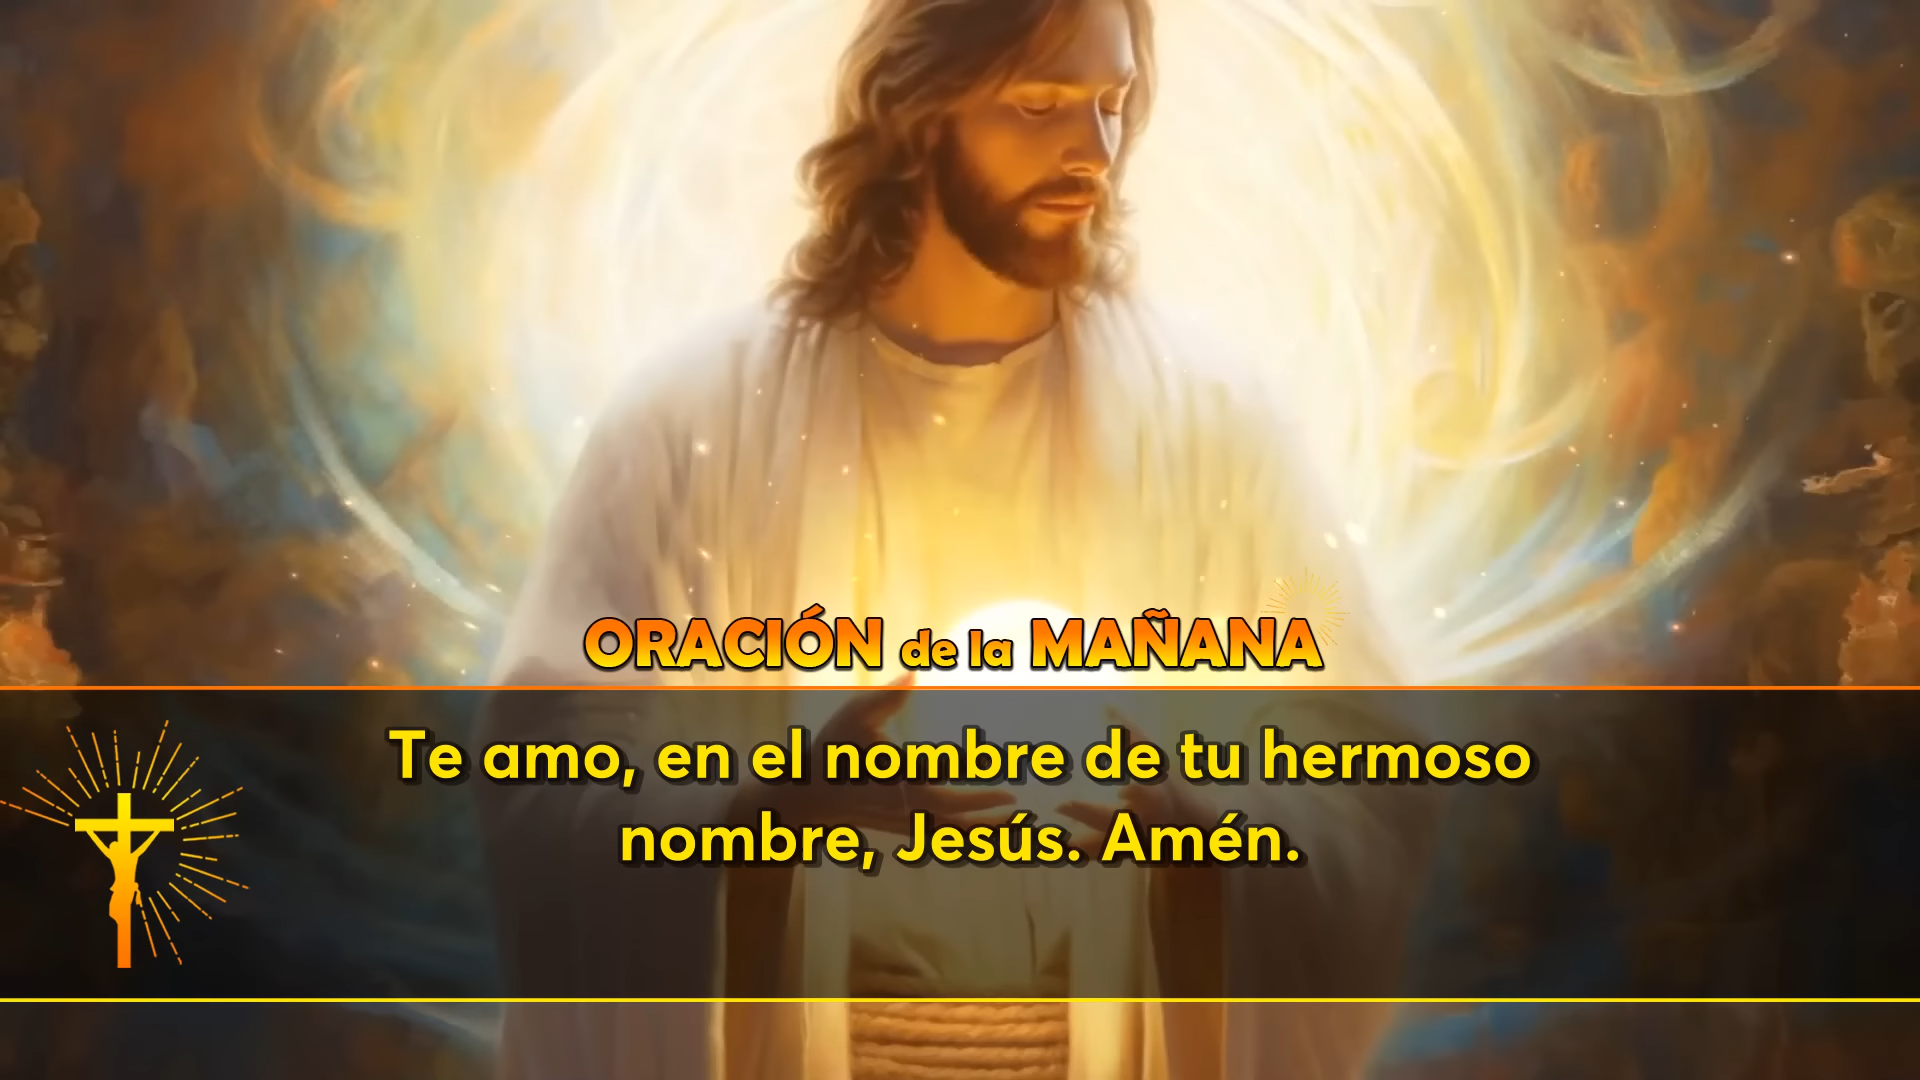 ORACIÓN de la MAÑANA
Te amo, en el nombre de tu hermoso
nombre, Jesús. Amén.